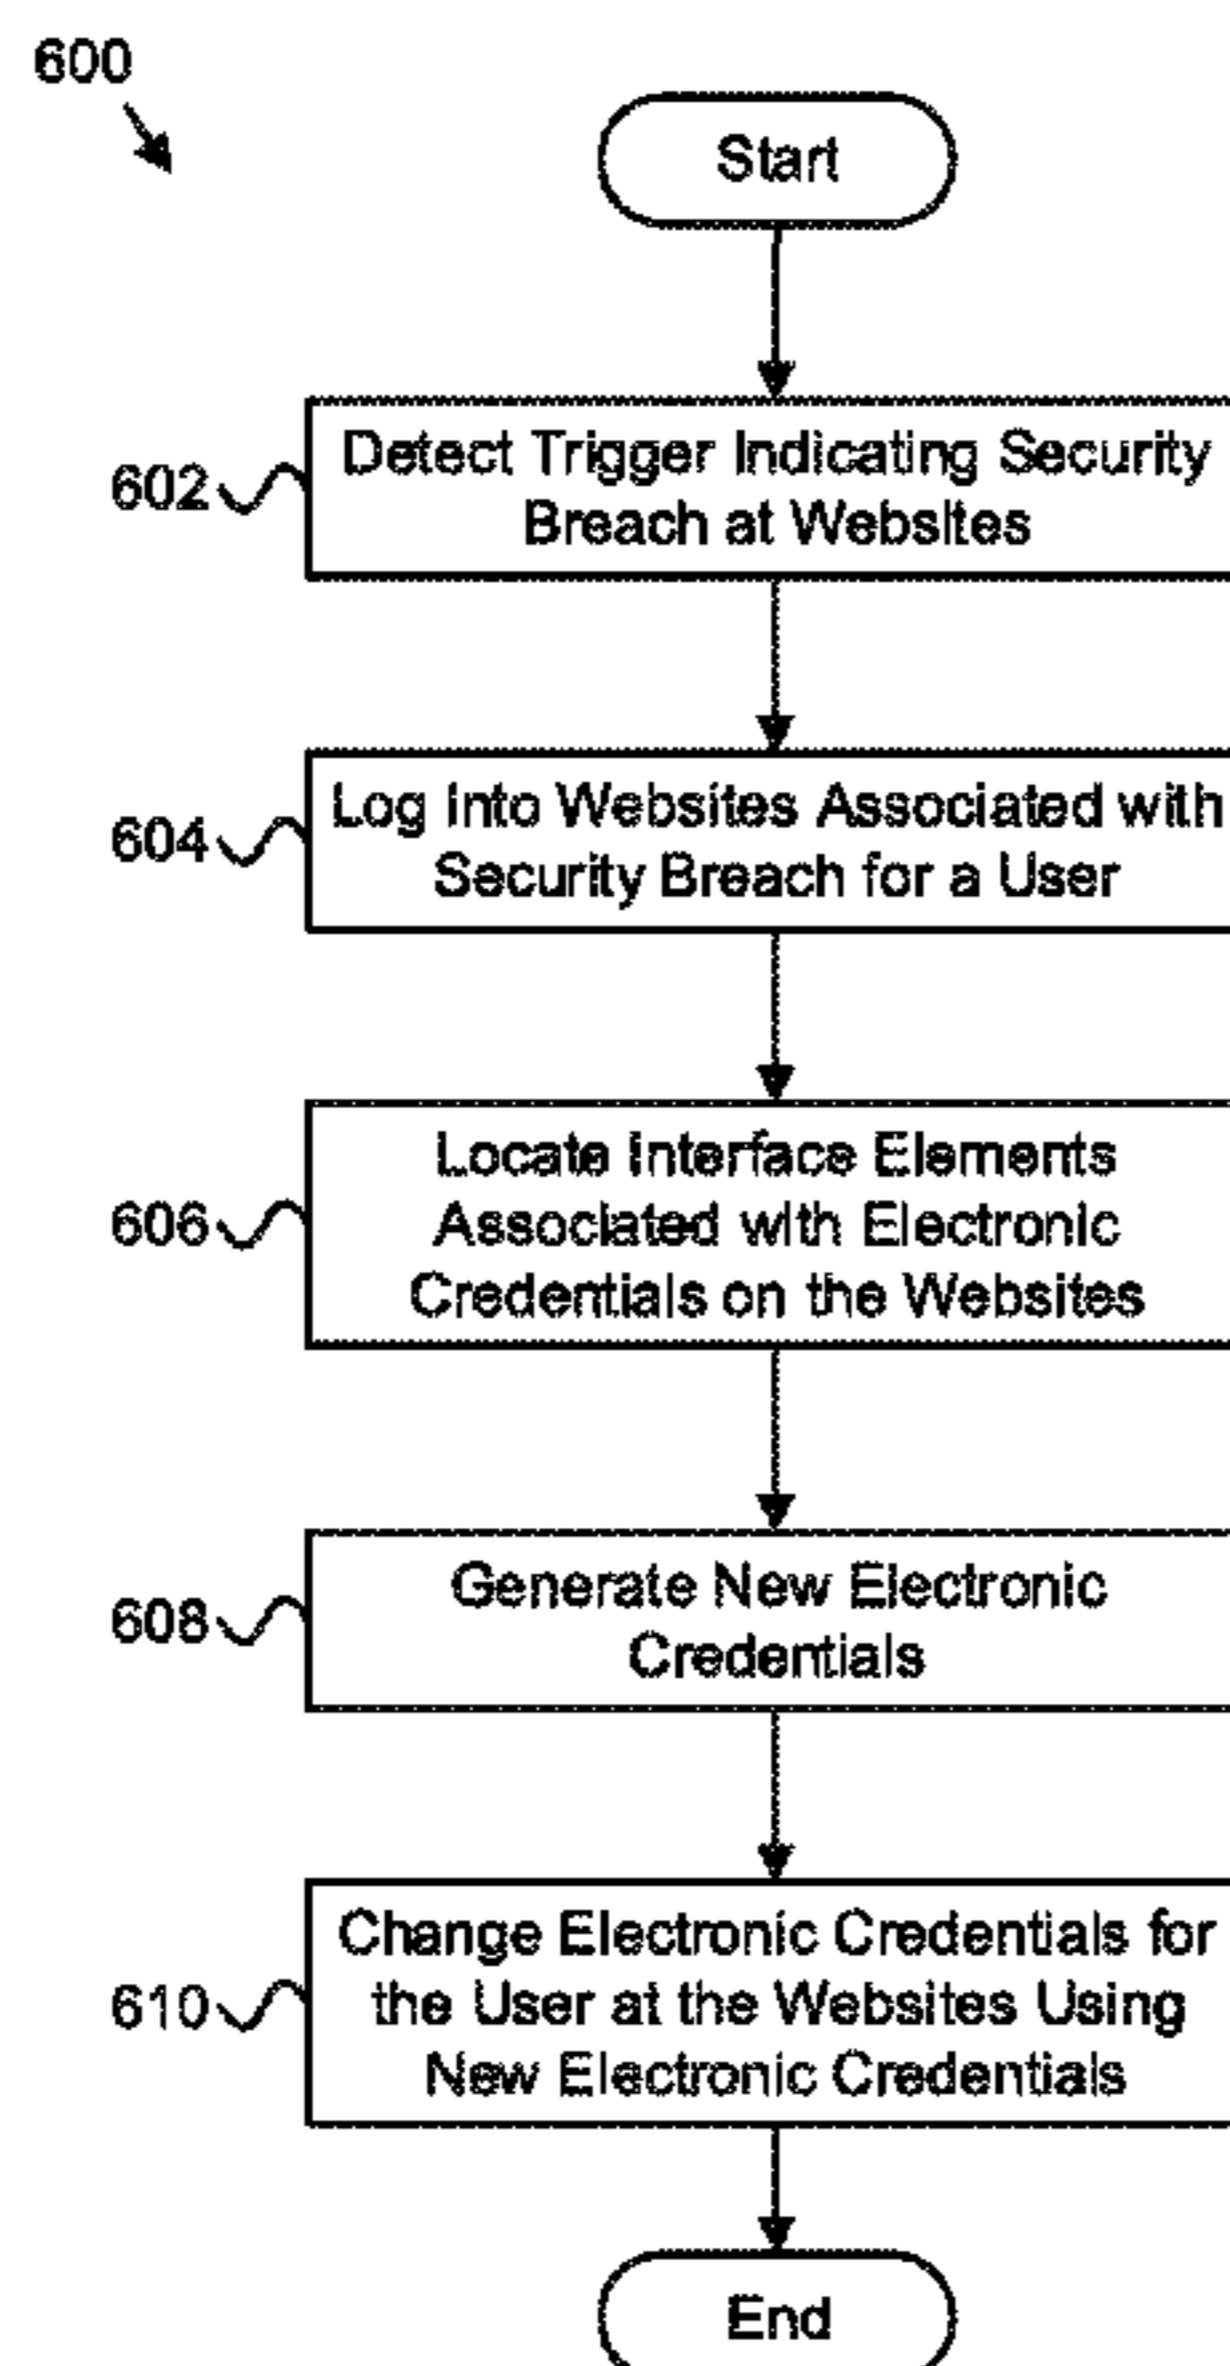 600
Start
602
Detect Trigger Indicating Security
Breach at Websites
604
Log Into Websites Associated with
Security Breach for a User
606
Locate Interface Elements
Associated with Electronic
Credentials on the Websites
608
Generate New Electronic
Credentials
610
Change Electronic Credentials for
the User at the Websites Using
New Electronic Credentials
End